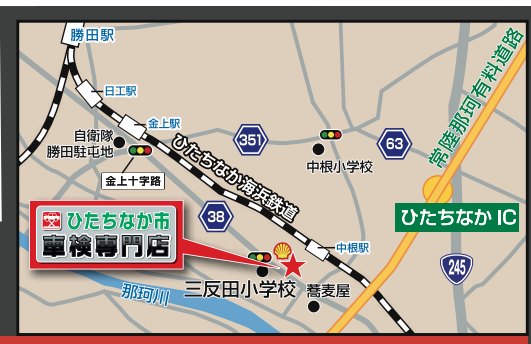 勝田駅
日工駅
金上駅
自衛隊
勝田駐屯地
金上十字路
ひたちなか海浜鉄道
351
63
中根小学校
常陸那珂有料道路
ひたちなか IC
38
ひたちなか市
車検専門店
中根駅
245
三反田小学校
蕎麦屋
那珂川